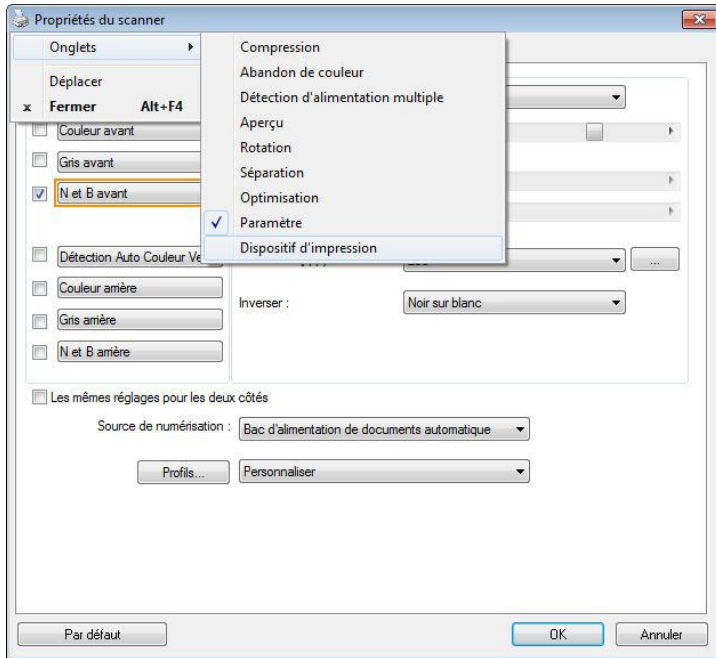 Propriétés du scanner
Onglets
Déplacer
x Fermer Alt+F4
Compression
Abandon de couleur
Détection d'alimentation multiple
Aperçu
Rotation
Séparation
Optimisation
Paramètre
Dispositif d'impression
Couleur avant
Gris avant
N et B avant
Détection Auto Couleur
Couleur arrière
Gris arrière
N et B arrière
Inverser :
Noir sur blanc
...
Les mêmes réglages pour les deux côtés
Source de numérisation :
Bac d'alimentation de documents automatique
Profils...
Personnaliser
Par défaut
OK
Annuler